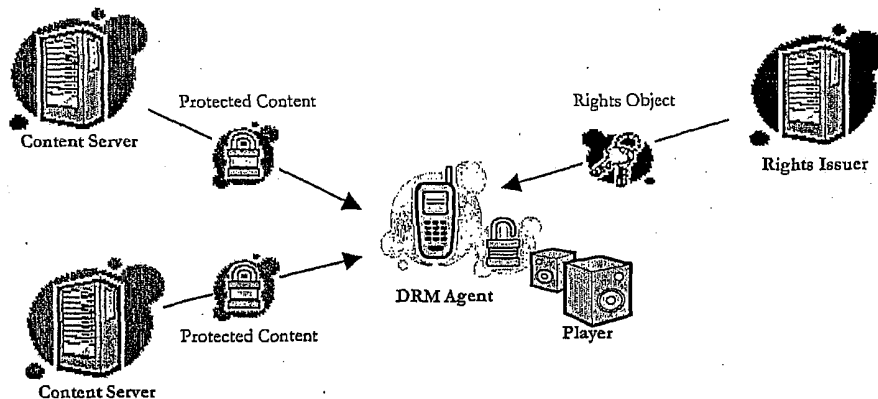 Protected Content
Content Server
Rights Object
Rights Issuer
DRM Agent
Player
Protected Content
Content Server